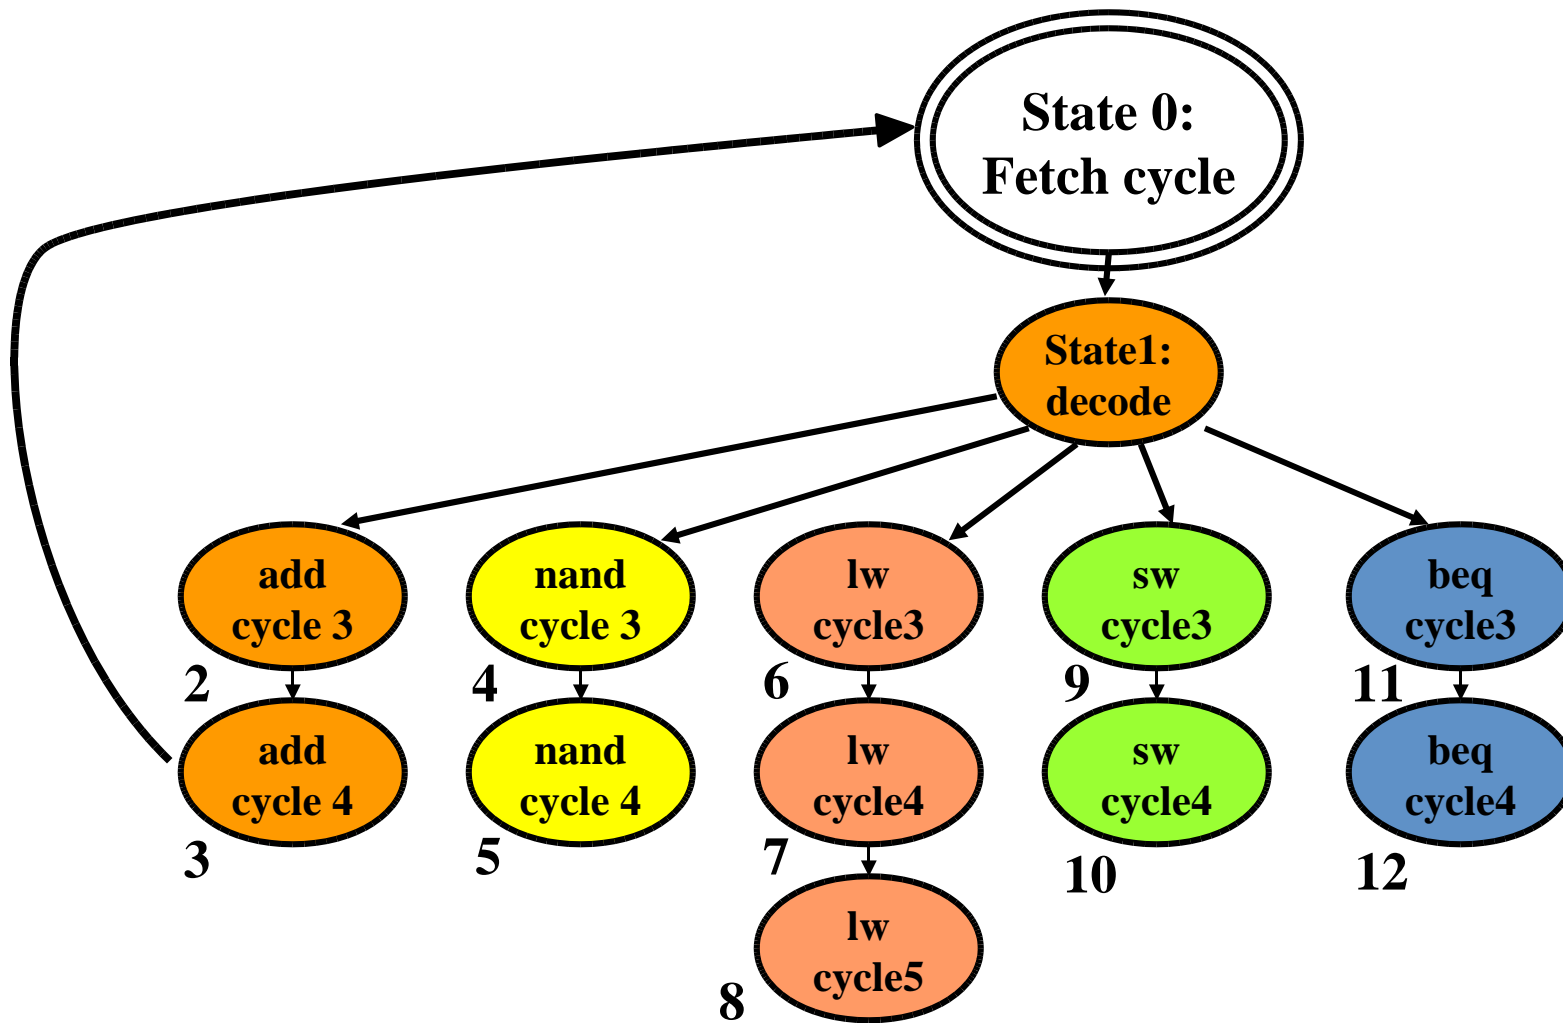 State 0:
Fetch cycle
State1:
decode
add
cycle 3
2
nand
cycle 3
4
lw
cycle3
6
sw
cycle3
9
beq
cycle3
11
add
cycle 4
3
nand
cycle 4
5
lw
cycle4
7
sw
cycle4
10
beq
cycle4
12
lw
cycle5
8